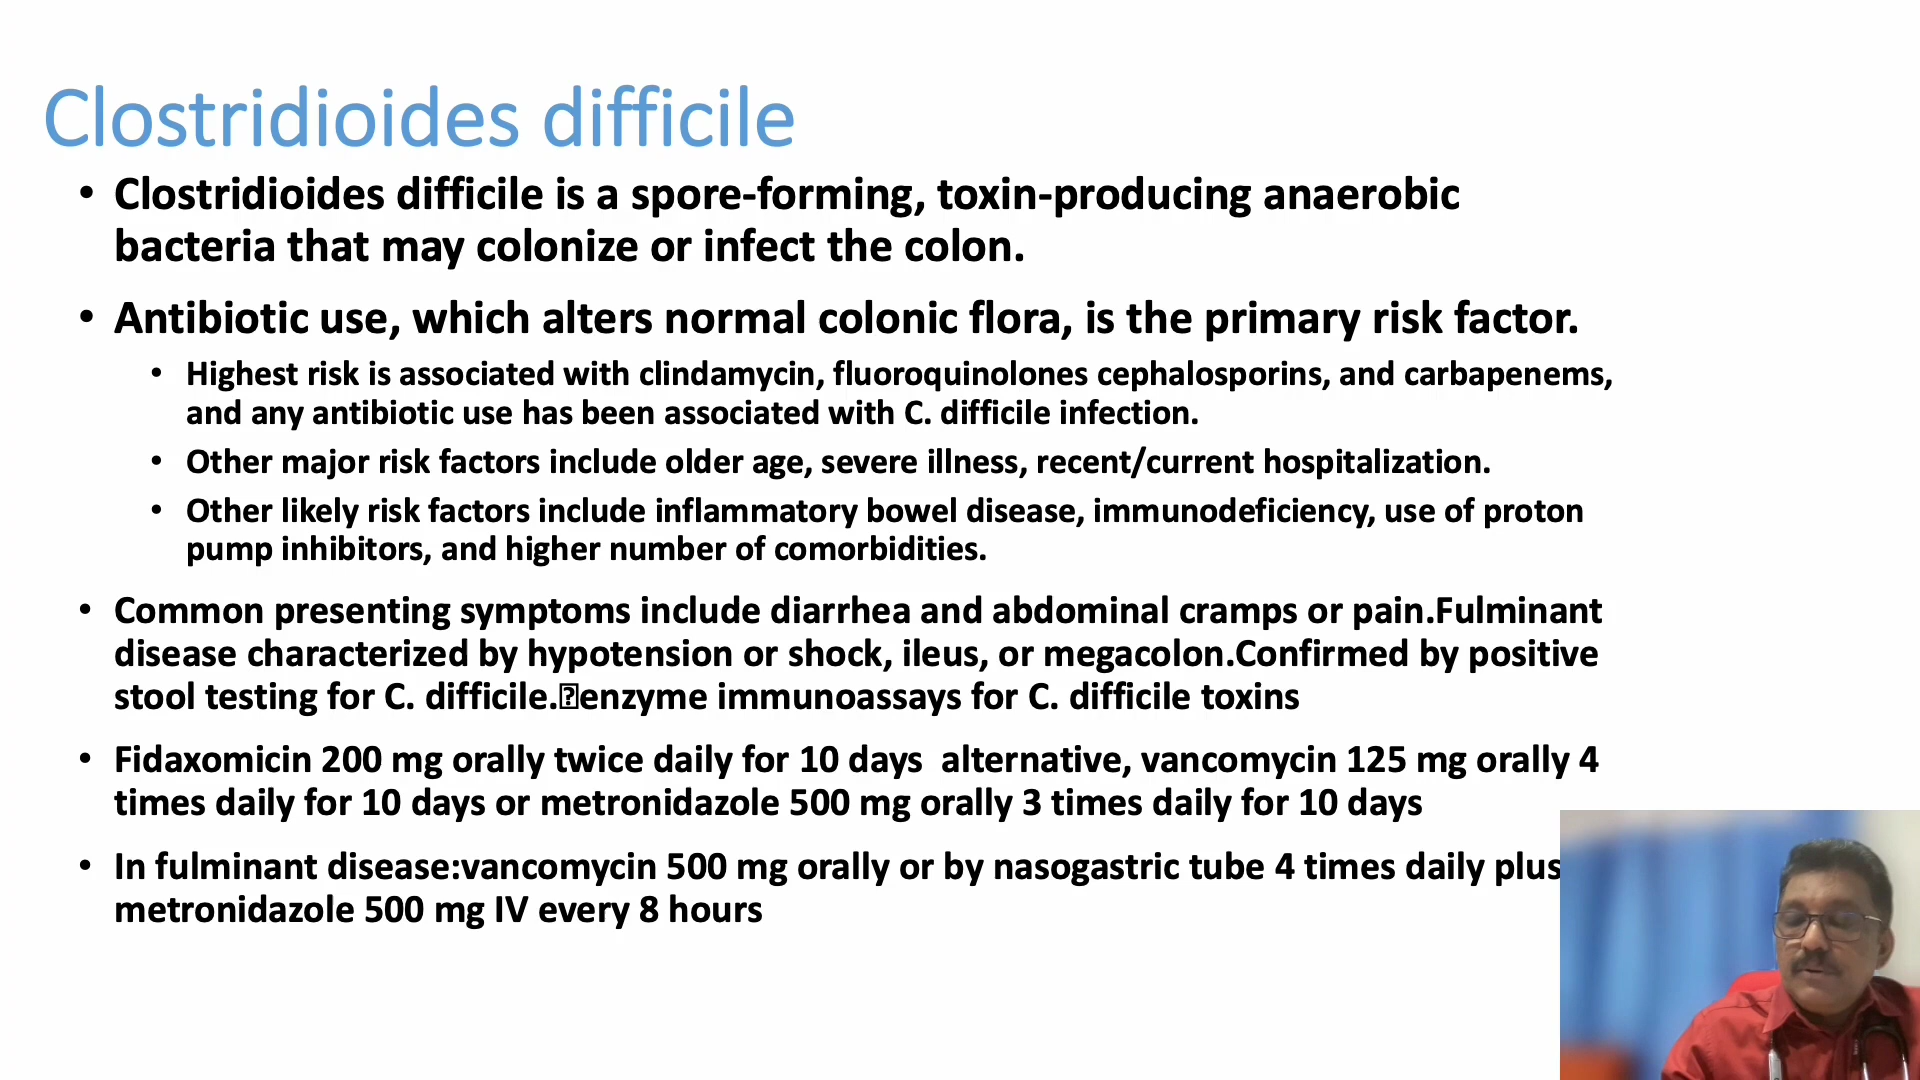 Clostridioides difficile
• Clostridioides difficile is a spore-forming, toxin-producing anaerobic
bacteria that may colonize or infect the colon.
• Antibiotic use, which alters normal colonic flora, is the primary risk factor.
• Highest risk is associated with clindamycin, fluoroquinolones cephalosporins, and carbapenems,
and any antibiotic use has been associated with C. difficile infection.
• Other major risk factors include older age, severe illness, recent/current hospitalization.
• Other likely risk factors include inflammatory bowel disease, immunodeficiency, use of proton
pump inhibitors, and higher number of comorbidities.
• Common presenting symptoms include diarrhea and abdominal cramps or pain.Fulminant
disease characterized by hypotension or shock, ileus, or megacolon.Confirmed by positive
stool testing for C. difficile.⍰enzyme immunoassays for C. difficile toxins
• Fidaxomicin 200 mg orally twice daily for 10 days  alternative, vancomycin 125 mg orally 4
times daily for 10 days or metronidazole 500 mg orally 3 times daily for 10 days
• In fulminant disease:vancomycin 500 mg orally or by nasogastric tube 4 times daily plus
metronidazole 500 mg IV every 8 hours